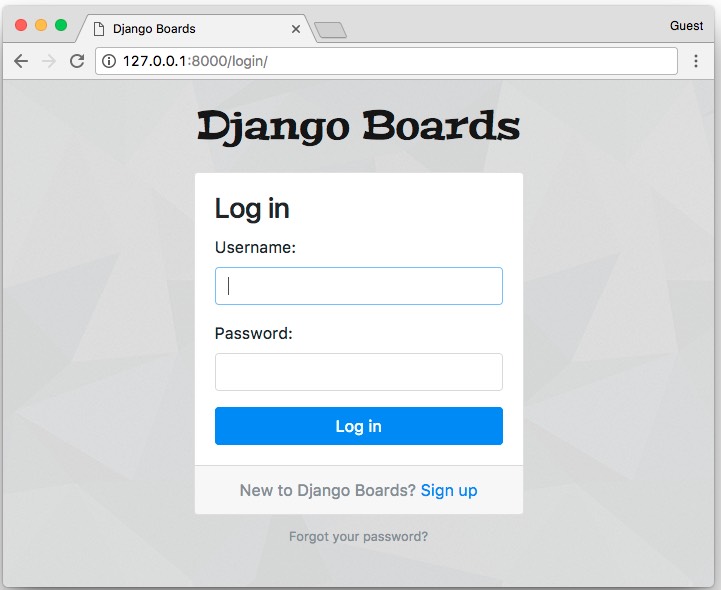 Django Boards
Guest
127.0.0.1:8000/login/
Django Boards
Log in
Username:
Password:
Log in
New to Django Boards? Sign up
Forgot your password?